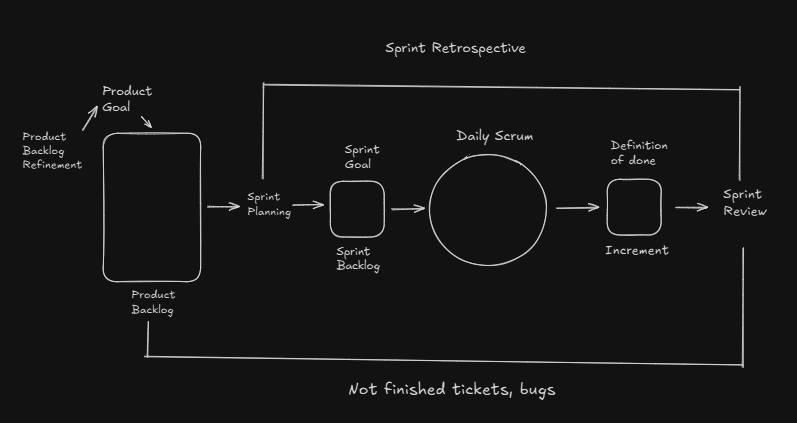 Sprint Retrospective
Product
Goal
Product
Backlog
Refinement
Sprint
Planning
Sprint
Goal
Sprint
Backlog
Daily Scrum
Definition
of done
Increment
Sprint
Review
Product
Backlog
Not finished tickets, bugs